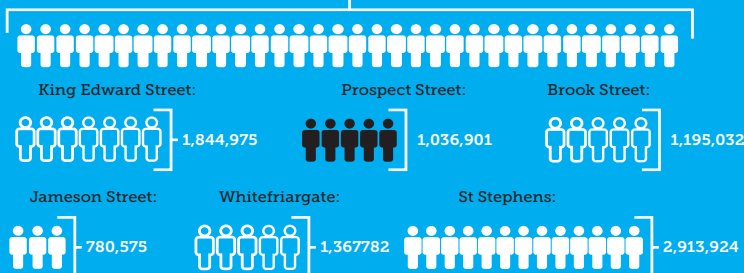 King Edward Street: Prospect Street: Brook Street:
1,844,975 1,036,901 1,195,032
Jameson Street: Whitefriargate: St Stephens:
780,575 1,367782 2,913,924